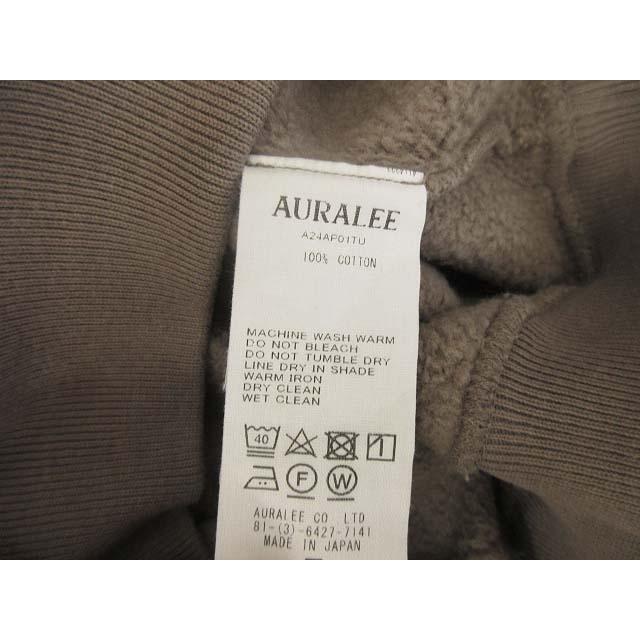 AURALEE
A24AP01TU
100% COTTON
MACHINE WASH WARM
DO NOT BLEACH
DO NOT TUMBLE DRY
LINE DRY IN SHADE
WARM IRON
DRY CLEAN
WET CLEAN
40
F W
AURALEE CO LTD
81-(3)-6427-7141
MADE IN JAPAN